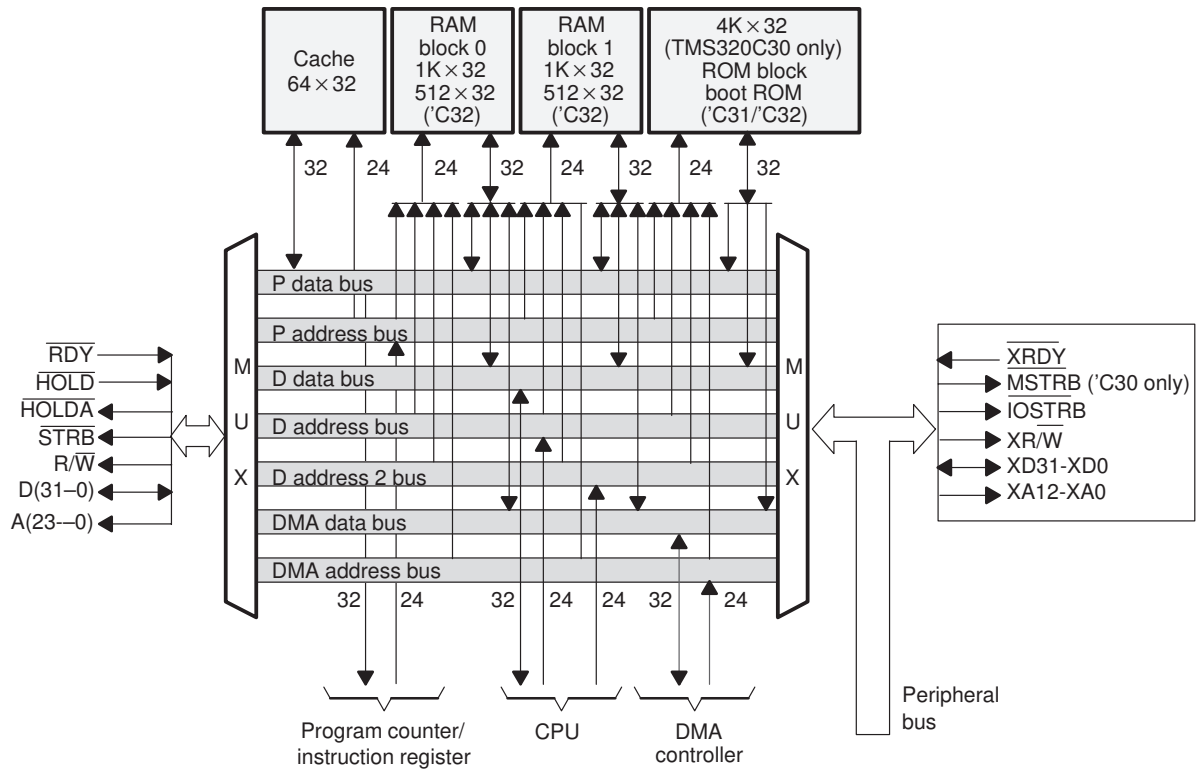 Cache
64 × 32
RAM
block 0
1K × 32
512 × 32
(’C32)
RAM
block 1
1K × 32
512 × 32
(’C32)
4K × 32
(TMS320C30 only)
ROM block
boot ROM
(’C31/’C32)
32
24
24
32
24
32
24
32
P data bus
P address bus
D data bus
D address bus
D address 2 bus
DMA data bus
DMA address bus
M
U
X
M
U
X
RDY
HOLD
HOLDA
STRB
R/W
D(31–0)
A(23-–0)
XRDY
MSTRB (’C30 only)
IOSTRB
XR/W
XD31-XD0
XA12-XA0
32
24
32
24
24
32
24
Program counter/
instruction register
CPU
DMA
controller
Peripheral
bus